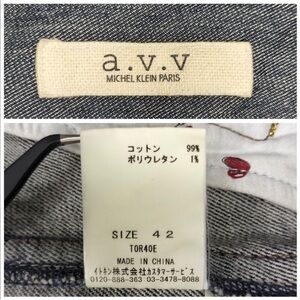 a.v.v
MICHEL KLEIN PARIS
コットン 99%
ポリウレタン 1%
SIZE 42
TOR40E
MADE IN CHINA
イトキン株式会社カスタマーサービス
0120-888-363 03-3478-8088